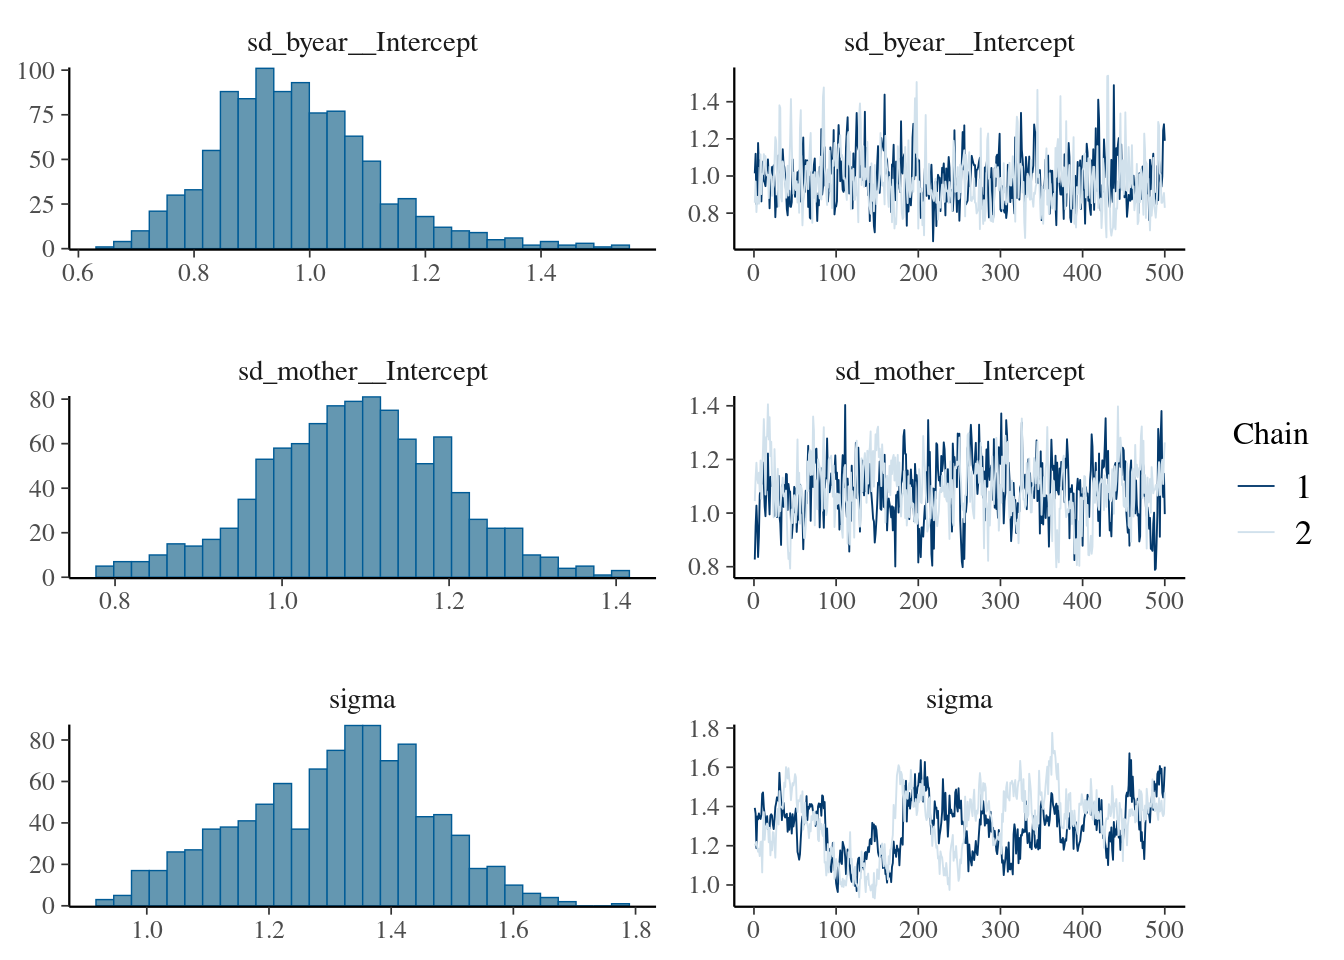 sd_byear__Intercept
100
75
50
25
0
0.6 0.8 1.0 1.2 1.4
sd_byear__Intercept
1.4
1.2
1.0
0.8
0 100 200 300 400 500
sd_mother__Intercept
80
60
40
20
0
0.8 1.0 1.2 1.4
sd_mother__Intercept
1.4
1.2
1.0
0.8
0 100 200 300 400 500
sigma
80
60
40
20
0
1.0 1.2 1.4 1.6 1.8
sigma
1.8
1.6
1.4
1.2
1.0
0 100 200 300 400 500
Chain
1
2